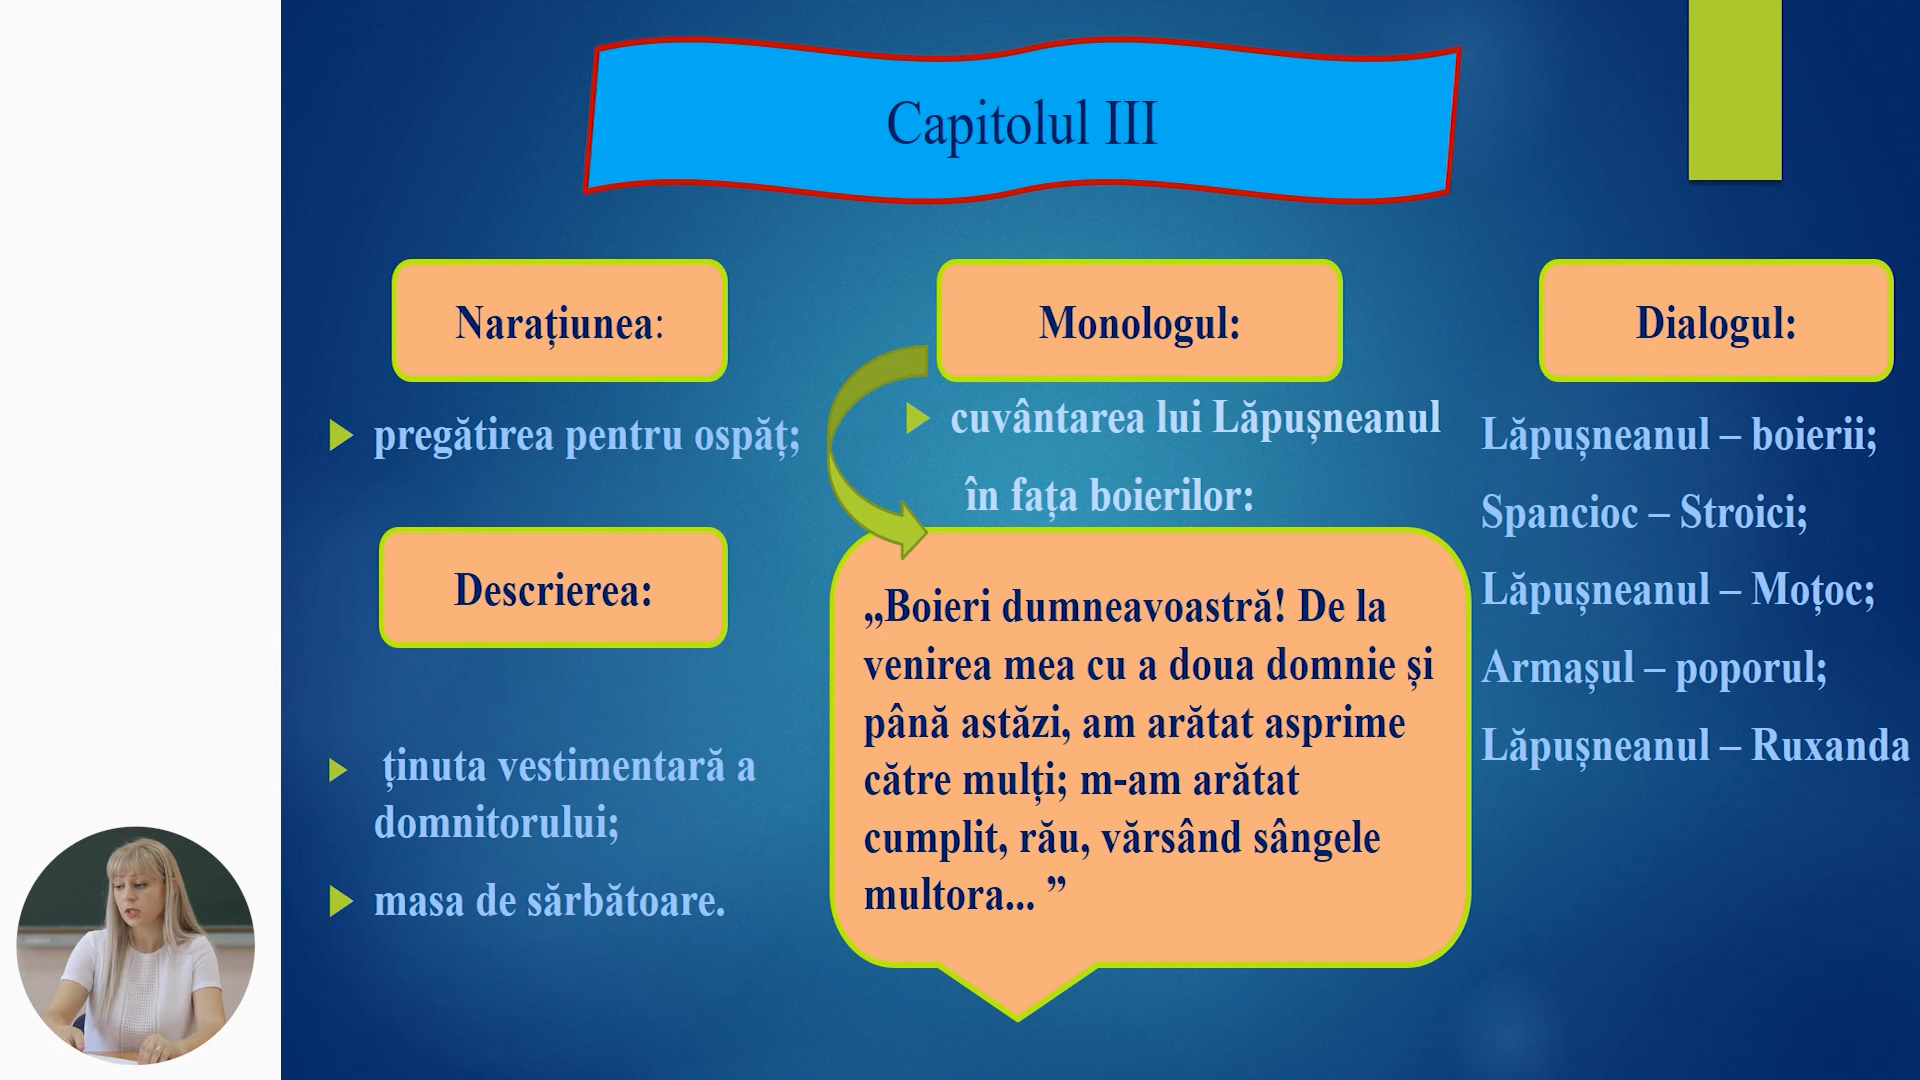 Capitolul III
Narațiunea:
pregătirea pentru ospăț;
Descrierea:
ținuta vestimentară a
domnitorului;
masa de sărbătoare.
Monologul:
cuvântarea lui Lăpușneanul
în fața boierilor:
„Boieri dumneavoastră! De la
venirea mea cu a doua domnie și
până astăzi, am arătat asprime
către mulți; m-am arătat
cumplit, rău, vărsând sângele
multora... ”
Dialogul:
Lăpușneanul – boierii;
Spancioc – Stroici;
Lăpușneanul – Moțoc;
Armașul – poporul;
Lăpușneanul – Ruxanda